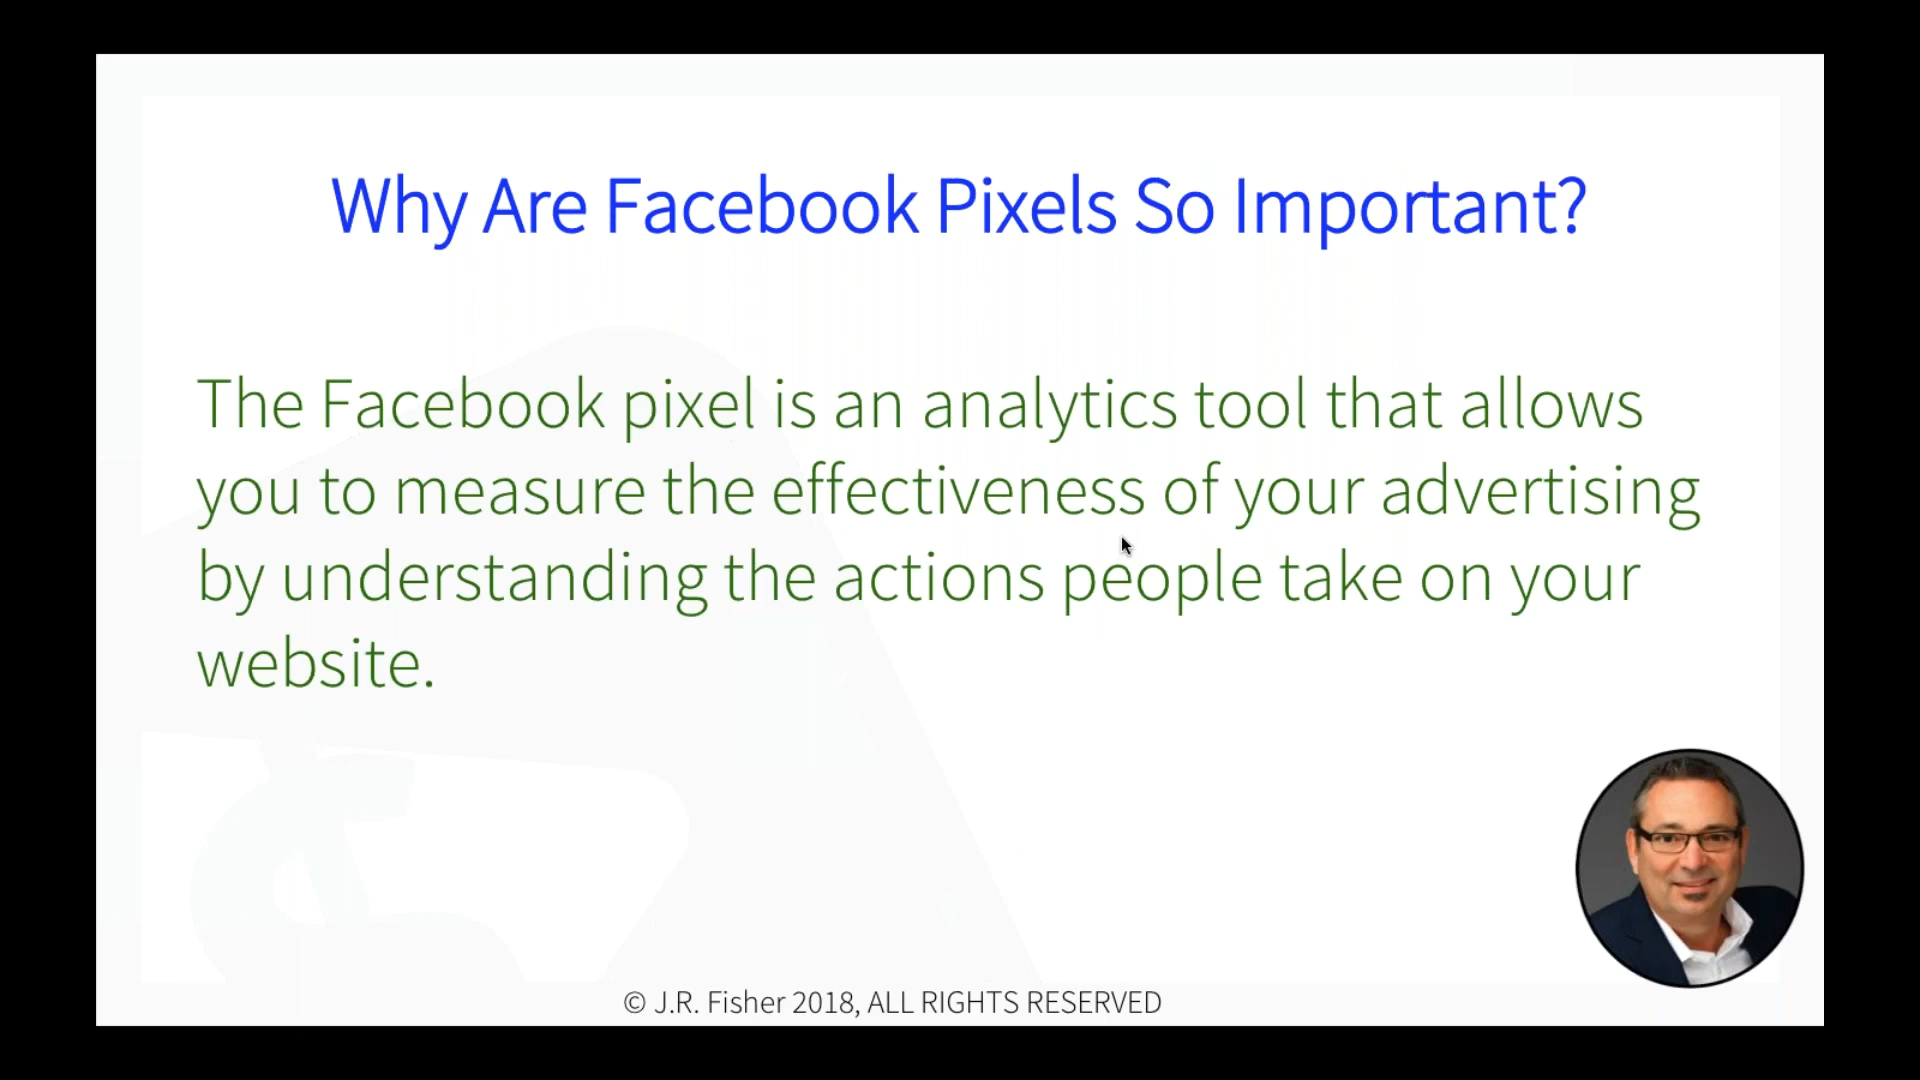 Why Are Facebook Pixels So Important?
The Facebook pixel is an analytics tool that allows
you to measure the effectiveness of your advertising
by understanding the actions people take on your
website.
© J.R. Fisher 2018, ALL RIGHTS RESERVED